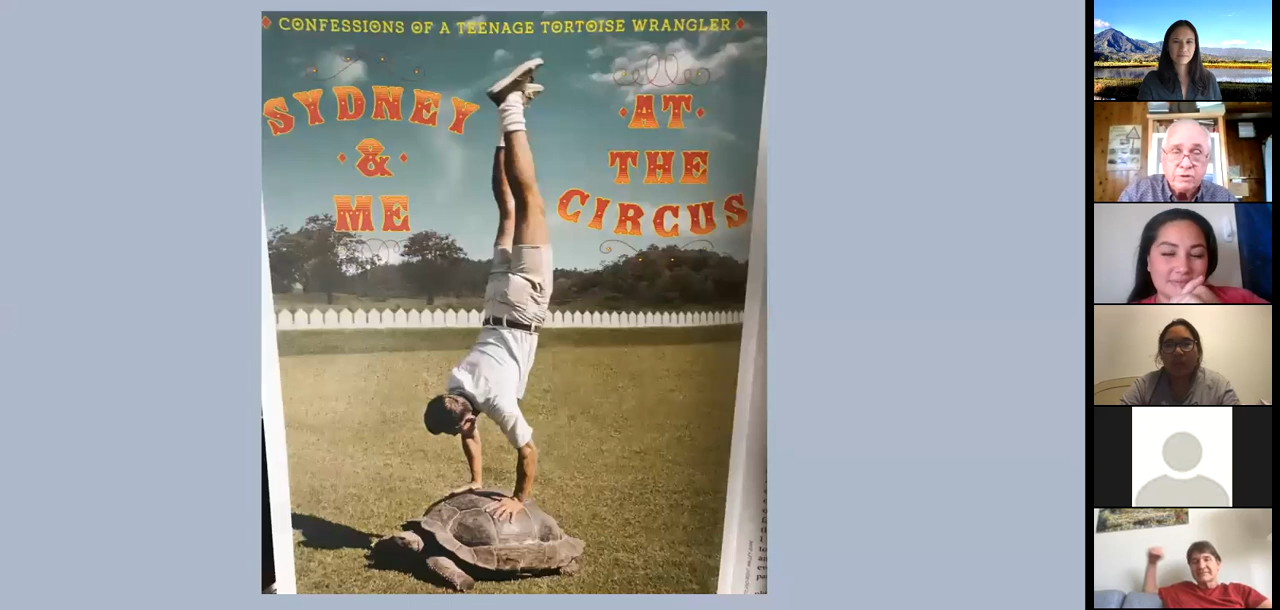 CONFESSIONS OF A TEENAGE TORTOISE WRANGLER
SYDNEY
&
ME
AT
THE
CIRCUS